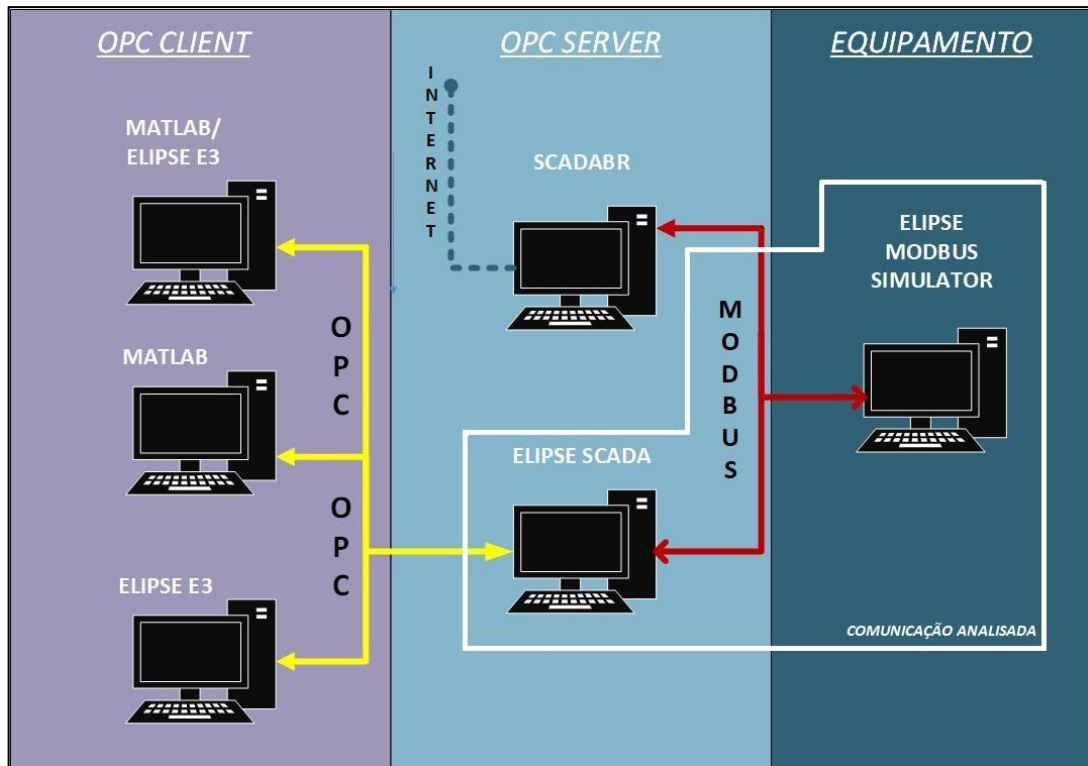 OPC CLIENT
OPC SERVER
EQUIPAMENTO
MATLAB/
ELIPSE E3
MATLAB
ELIPSE E3
OPC
OPC
INTERNET
SCADABR
ELIPSE SCADA
MODBUS
ELIPSE
MODBUS
SIMULATOR
COMUNICAÇÃO ANALISADA